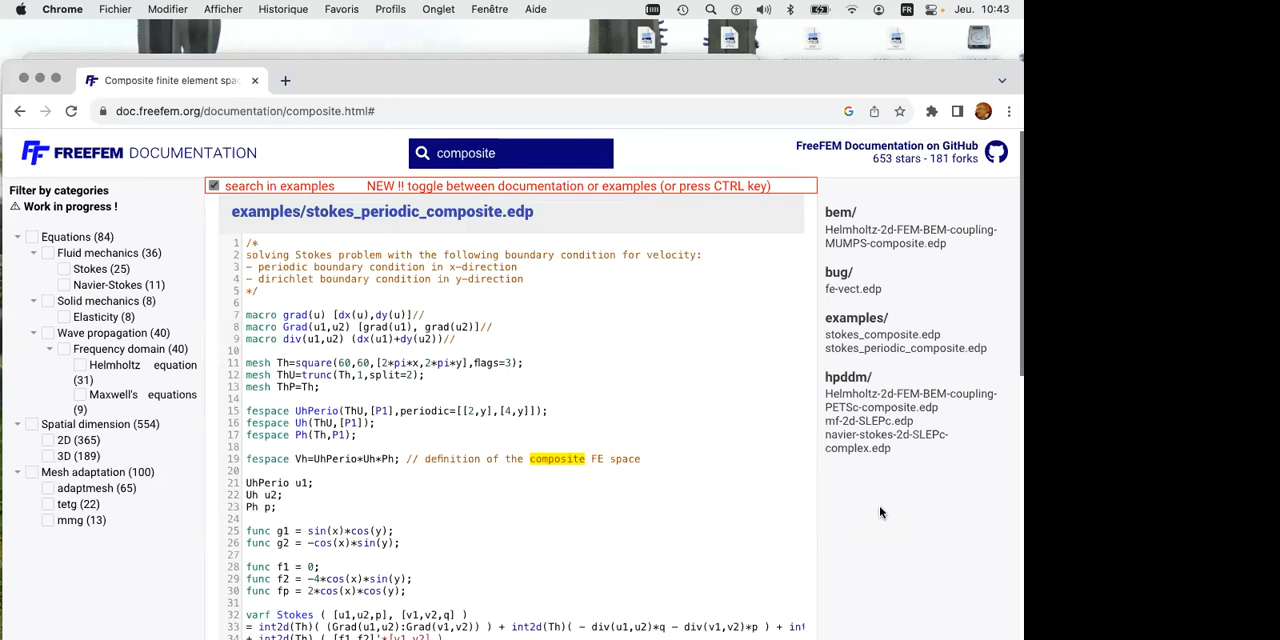 Chrome Fichier Modifier Afficher Historique Favoris Profils Onglet Fenêtre Aide FR Jeu. 10:43
Composite finite element spac
doc.freefem.org/documentation/composite.html#
FREEFEM DOCUMENTATION
composite
FreeFEM Documentation on GitHub
653 stars - 181 forks
Filter by categories
⚠ Work in progress !
Equations (84)
Fluid mechanics (36)
Stokes (25)
Navier-Stokes (11)
Solid mechanics (8)
Elasticity (8)
Wave propagation (40)
Frequency domain (40)
Helmholtz equation
(31)
Maxwell's equations
(9)
Spatial dimension (554)
2D (365)
3D (189)
Mesh adaptation (100)
adaptmesh (65)
tetg (22)
mmg (13)
search in examples NEW !! toggle between documentation or examples (or press CTRL key)
examples/stokes_periodic_composite.edp
1 /*
2 solving Stokes problem with the following boundary condition for velocity:
3 - periodic boundary condition in x-direction
4 - dirichlet boundary condition in y-direction
5 */
6
7 macro grad(u) [dx(u),dy(u)]//
8 macro Grad(u1,u2) [grad(u1), grad(u2)]//
9 macro div(u1,u2) (dx(u1)+dy(u2))//
10
11 mesh Th=square(60,60,[2*pi*x,2*pi*y],flags=3);
12 mesh ThU=trunc(Th,1,split=2);
13 mesh ThP=Th;
14
15 fespace UhPerio(ThU,[P1],periodic=[[2,y],[4,y]]);
16 fespace Uh(ThU,[P1]);
17 fespace Ph(Th,P1);
18
19 fespace Vh=UhPerio*Uh*Ph; // definition of the composite FE space
20
21 UhPerio u1;
22 Uh u2;
23 Ph p;
24
25 func g1 = sin(x)*cos(y);
26 func g2 = -cos(x)*sin(y);
27
28 func f1 = 0;
29 func f2 = -4*cos(x)*sin(y);
30 func fp = 2*cos(x)*cos(y);
31
32 varf Stokes ( [u1,u2,p], [v1,v2,q] )
33 = int2d(Th)( (Grad(u1,u2):Grad(v1,v2)) ) + int2d(Th)( - div(u1,u2)*q - div(v1,v2)*p ) + int
34 + int2d(Th)( [f1,f2]'*[v1,v2] )
bem/
Helmholtz-2d-FEM-BEM-coupling-
MUMPS-composite.edp
bug/
fe-vect.edp
examples/
stokes_composite.edp
stokes_periodic_composite.edp
hpddm/
Helmholtz-2d-FEM-BEM-coupling-
PETSc-composite.edp
mf-2d-SLEPc.edp
navier-stokes-2d-SLEPc-
complex.edp